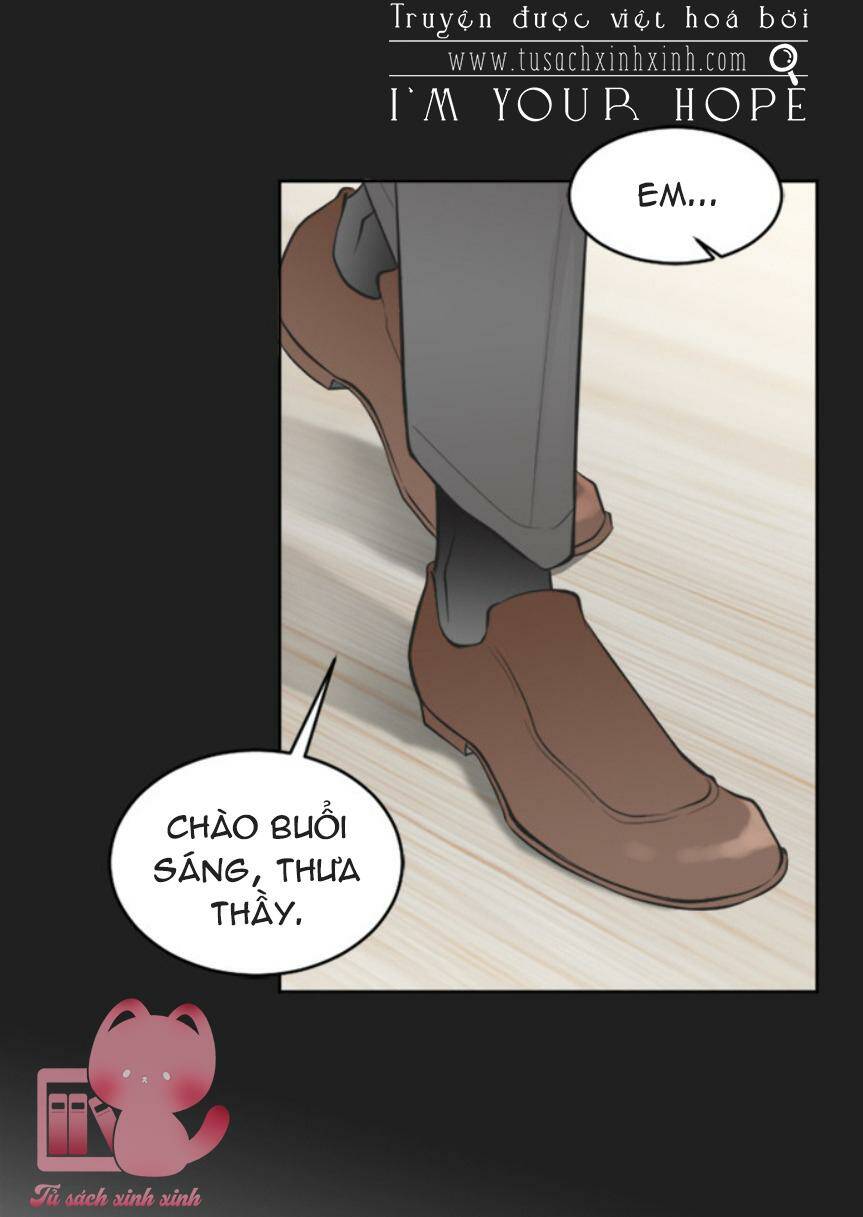 Truyện được việt hoá bởi
www.tusachxinhxinh.com
I'M YOUR HOPE
EM...
CHÀO BUỔI
SÁNG, THƯA
THẦY.
Tủ sách xinh xinh